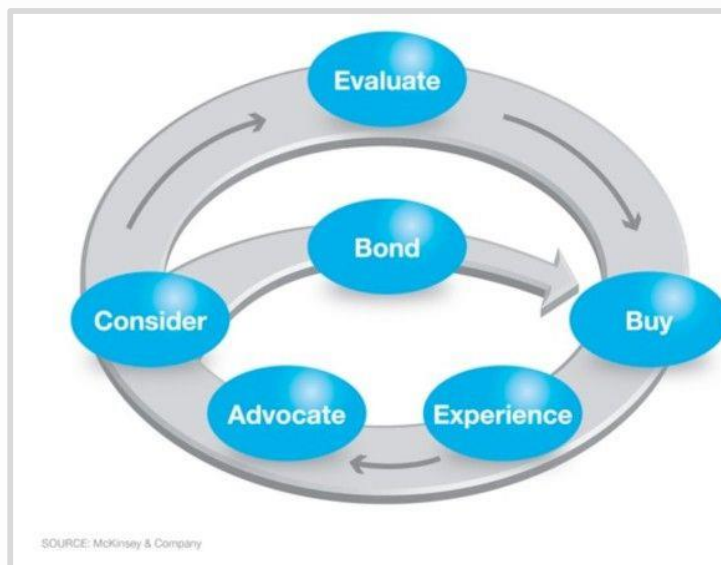 Evaluate
Bond
Consider
Buy
Advocate
Experience
SOURCE: McKinsey & Company